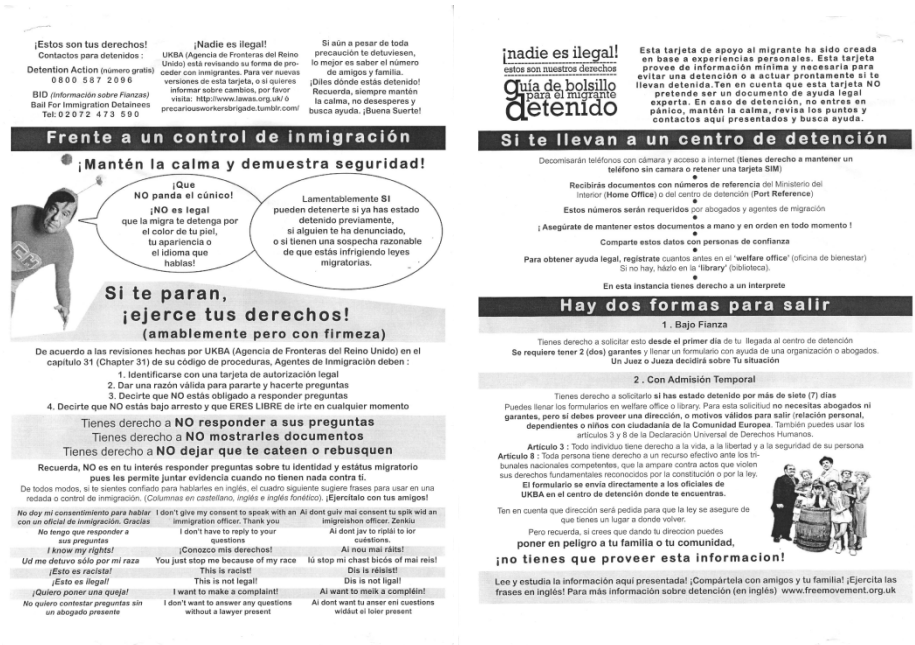 ¡Estos son tus derechos!
Contactos para detenidos :
Detention Action (número gratis)
0800 587 2096
BID (Información sobre Fianzas)
Bail For Immigration Detainees
Tel: 02072 473 590
¡Nadie es ilegal!
UKBA (Agencia de Fronteras del Reino
Unido) está revisando su forma de pro-
ceder con inmigrantes. Para ver nuevas
versiones de esta tarjeta, o si quieres
informar sobre cambios, por favor
visita: http://www.lawas.org.uk/ ó
precariousworkersbrigade.tumblr.com/
Si aún a pesar de toda
precaución te detuviesen,
lo mejor es saber el número
de amigos y familia.
¡Diles dónde estás detenido!
Recuerda, siempre mantén
la calma, no desesperes y
busca ayuda. ¡Buena Suerte!
Frente a un control de inmigración
¡Mantén la calma y demuestra seguridad!
¡Que
NO panda el cúnico!
¡NO es legal
que la migra te detenga por
el color de tu piel,
tu apariencia o
el idioma que
hablas!
Lamentablemente SI
pueden detenerte si ya has estado
detenido previamente,
si alguien te ha denunciado,
o si tienen una sospecha razonable
de que estás infrigiendo leyes
migratorias.
CH
Si te paran,
¡ejerce tus derechos!
(amablemente pero con firmeza)
De acuerdo a las revisiones hechas por UKBA (Agencia de Fronteras del Reino Unido) en el
capítulo 31 (Chapter 31) de su código de proceduras, Agentes de Inmigración deben :
1. Identificarse con una tarjeta de autorización legal
2. Dar una razón válida para pararte y hacerte preguntas
3. Decirte que NO estás obligado a responder preguntas
4. Decirte que NO estás bajo arresto y que ERES LIBRE de irte en cualquier momento
Tienes derecho a NO responder a sus preguntas
Tienes derecho a NO mostrarles documentos
Tienes derecho a NO dejar que te cateen o rebusquen
Recuerda, NO es en tu interés responder preguntas sobre tu identidad y estátus migratorio
pues les permite juntar evidencia cuando no tienen nada contra ti.
De todos modos, si te sientes confiado para hablarles en inglés, el cuadro siguiente sugiere frases para usar en una
redada o control de inmigración. (Columnas en castellano, inglés e inglés fonético). ¡Ejercítalo con tus amigos!
No doy mi consentimiento para hablar I don't give my consent to speak with an Ai dont guiv mai consent tu spik wid an
con un oficial de inmigración. Gracias immigration officer. Thank you imigreishon officer. Zenkiu
No tengo que responder a I don't have to reply to your Ai dont jav to riplái to ior
sus preguntas questions cuéstions.
I know my rights! ¡Conozco mis derechos! Ai nou mai ráits!
Ud me detuvo sólo por mi raza You just stop me because of my race Iú stop mi chast bicós of mai reis!
¡Esto es racista! This is racist! Dis is réisist!
¡Esto es ilegal! This is not legal! Dis is not lígal!
¡Quiero poner una queja! I want to make a complaint! Ai want to meik a compléin!
No quiero contestar preguntas sin I don't want to answer any questions Ai dont want tu anser eni cuestions
un abogado presente without a lawyer present widáut ei loier present
¡nadie es ilegal!
estos son nuestros derechos
guía de bolsillo
para el migrante
detenido
Esta tarjeta de apoyo al migrante ha sido creada
en base a experiencias personales. Esta tarjeta
provee de información mínima y necesaria para
evitar una detención o a actuar prontamente si te
llevan detenida.Ten en cuenta que esta tarjeta NO
pretende ser un documento de ayuda legal
experta. En caso de detención, no entres en
pánico, mantén la calma, revisa los puntos y
contactos aquí presentados y busca ayuda.
Si te llevan a un centro de detención
Decomisarán teléfonos con cámara y acceso a internet (tienes derecho a mantener un
teléfono sin camara o retener una tarjeta SIM)
Recibirás documentos con números de referencia del Ministerio del
Interior (Home Office) o del centro de detención (Port Reference)
Estos números serán requeridos por abogados y agentes de migración
¡ Asegúrate de mantener estos documentos a mano y en orden en todo momento !
Comparte estos datos con personas de confianza
Para obtener ayuda legal, regístrate cuantos antes en el 'welfare office' (oficina de bienestar)
Si no hay, házlo en la 'library' (biblioteca).
En esta instancia tienes derecho a un interprete
Hay dos formas para salir
1 . Bajo Fianza
Tienes derecho a solicitar esto desde el primer día de tu llegada al centro de detención
Se requiere tener 2 (dos) garantes y llenar un formulario con ayuda de una organización o abogados.
Un Juez o Jueza decidirá sobre Tu situación
2 . Con Admisión Temporal
Tienes derecho a solicitarlo si has estado detenido por más de siete (7) días
Puedes llenar los formularios en welfare office o library. Para esta solicitiud no necesitas abogados ni
garantes, pero sí debes proveer una dirección, o motivos válidos para salir (relación personal,
dependientes o niños con ciudadanía de la Comunidad Europea. También puedes usar los
artículos 3 y 8 de la Declaración Universal de Derechos Humanos.
Artículo 3 : Todo individuo tiene derecho a la vida, a la libertad y a la seguridad de su persona
Artículo 8 : Toda persona tiene derecho a un recurso efectivo ante los tri-
bunales nacionales competentes, que la ampare contra actos que violen
sus derechos fundamentales reconocidos por la constitución o por la ley.
El formulario se envía directamente a los oficiales de
UKBA en el centro de detención donde te encuentras.
Ten en cuenta que dirección será pedida para que la ley se asegure de
que tienes un lugar a donde volver.
Pero recuerda, si crees que dando tu direccion puedes
poner en peligro a tu familia o tu comunidad,
¡no tienes que proveer esta informacion!
Lee y estudia la información aquí presentada! ¡Compártela con amigos y tu familia! ¡Ejercita las
frases en inglés! Para más información sobre detención (en inglés) www.freemovement.org.uk